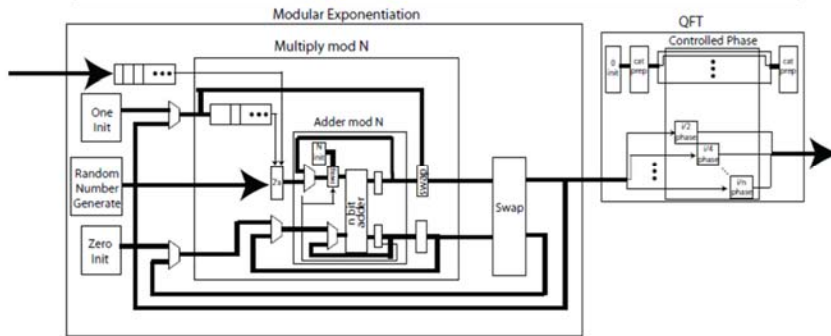 Modular Exponentiation
QFT
Multiply mod N
Controlled Phase
0
init
cat
prep
cat
prep
One
Init
Adder mod N
N
init
Random
Number
Generate
2a
n bit
adder
swap
Swap
i/2
phase
i/4
phase
i/n
phase
Zero
Init